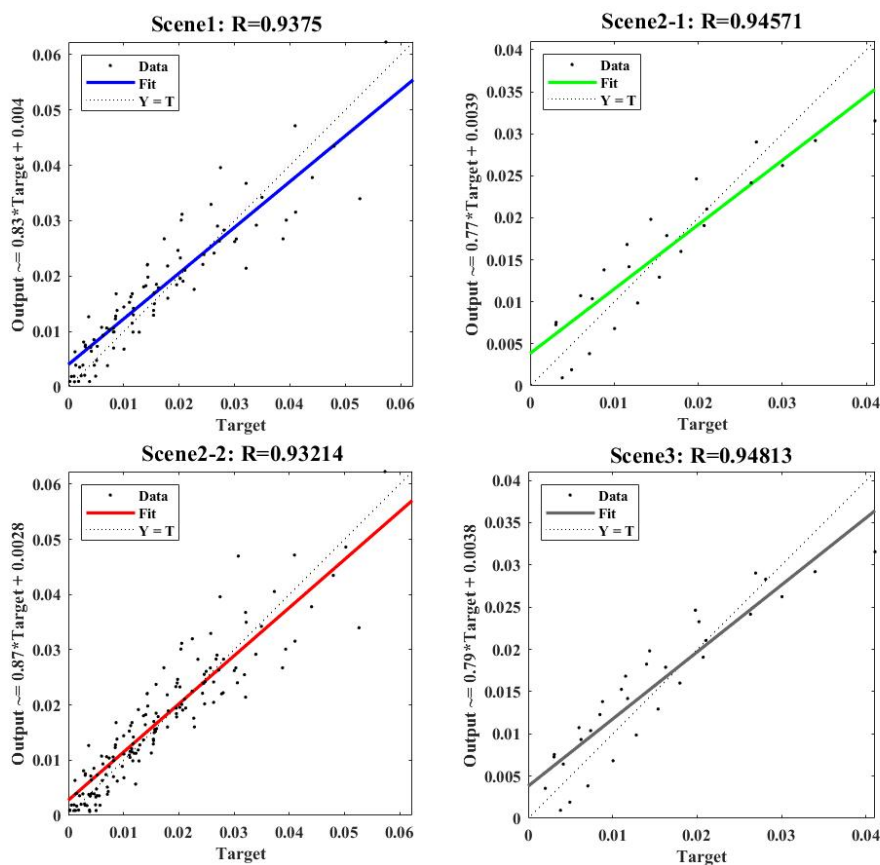 Scene1: R=0.9375
Output ~= 0.83*Target + 0.004
0.06
0.05
0.04
0.03
0.02
0.01
0
Data
Fit
Y = T
0 0.01 0.02 0.03 0.04 0.05 0.06
Target
Scene2-1: R=0.94571
Output ~= 0.77*Target + 0.0039
0.04
0.035
0.03
0.025
0.02
0.015
0.01
0.005
0
Data
Fit
Y = T
0 0.01 0.02 0.03 0.04
Target
Scene2-2: R=0.93214
Output ~= 0.87*Target + 0.0028
0.06
0.05
0.04
0.03
0.02
0.01
0
Data
Fit
Y = T
0 0.01 0.02 0.03 0.04 0.05 0.06
Target
Scene3: R=0.94813
Output ~= 0.79*Target + 0.0038
0.04
0.035
0.03
0.025
0.02
0.015
0.01
0.005
0
Data
Fit
Y = T
0 0.01 0.02 0.03 0.04
Target